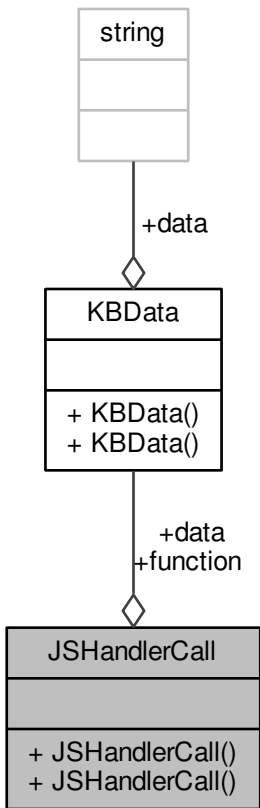 string
+data
KBData
+ KBData()
+ KBData()
+data
+function
JSHandlerCall
+ JSHandlerCall()
+ JSHandlerCall()